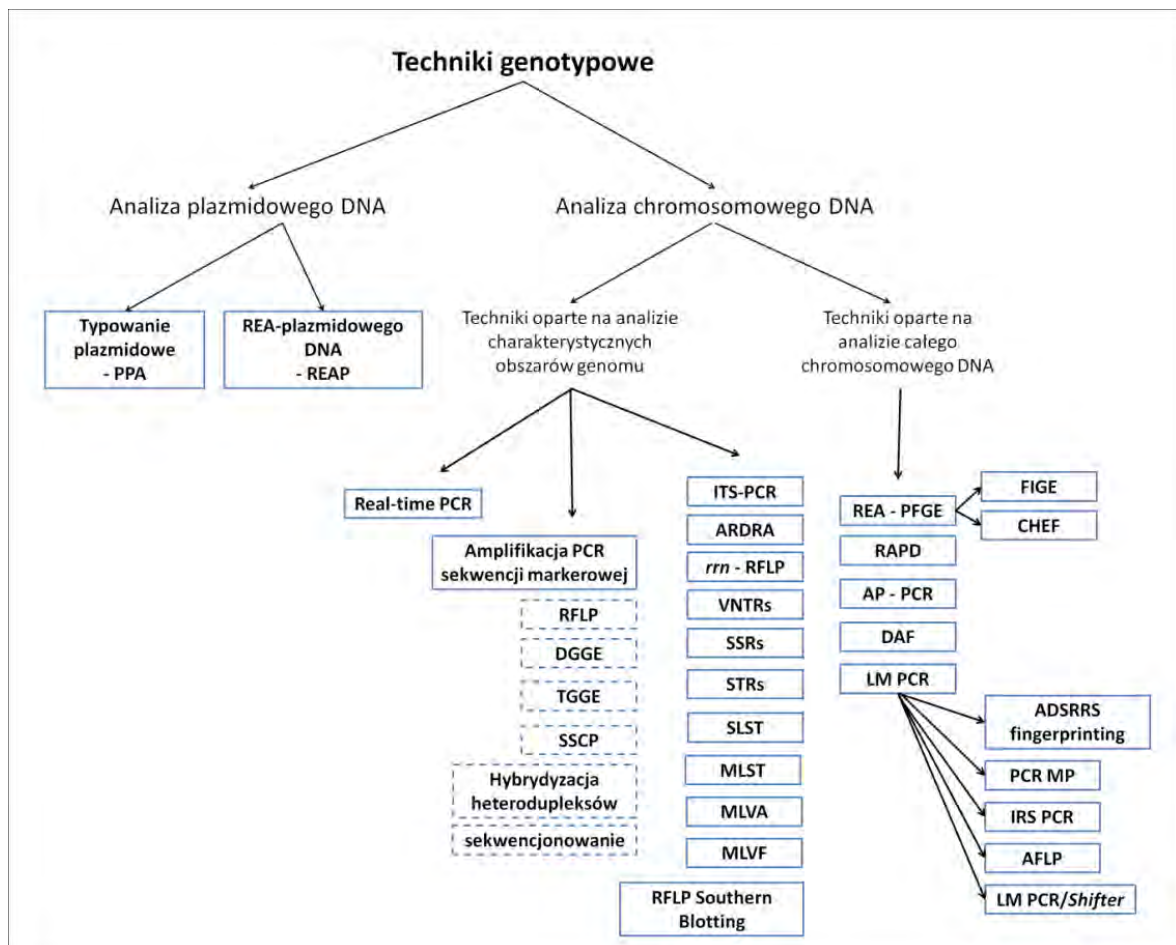 Techniki genotypowe
Analiza plazmidowego DNA
Analiza chromosomowego DNA
Typowanie
plazmidowe
- PPA
REA-plazmidowego
DNA
- REAP
Techniki oparte na analizie
charakterystycznych
obszarów genomu
Techniki oparte na
analizie całego
chromosomowego DNA
Real-time PCR
Amplifikacja PCR
sekwencji markerowej
RFLP
DGGE
TGGE
SSCP
Hybrydyzacja
heterodupleksów
sekwencjonowanie
ITS-PCR
ARDRA
rrn - RFLP
VNTRs
SSRs
STRs
SLST
MLST
MLVA
MLVF
RFLP Southern
Blotting
REA - PFGE
FIGE
CHEF
RAPD
AP - PCR
DAF
LM PCR
ADSRRS
fingerprinting
PCR MP
IRS PCR
AFLP
LM PCR/Shifter